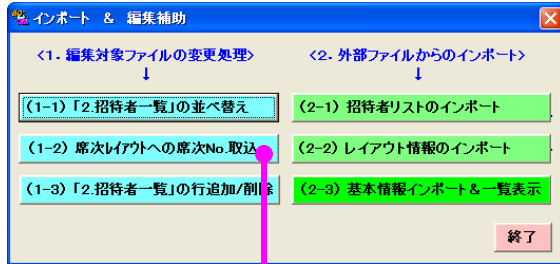 インポート ＆ 編集補助
<1. 編集対象ファイルの変更処理>
↓
(1-1)「2.招待者一覧」の並べ替え
(1-2) 席次レイアウトへの席次No.取込
(1-3)「2.招待者一覧」の行追加/削除
<2. 外部ファイルからのインポート>
↓
(2-1) 招待者リストのインポート
(2-2) レイアウト情報のインポート
(2-3) 基本情報インポート＆一覧表示
終了